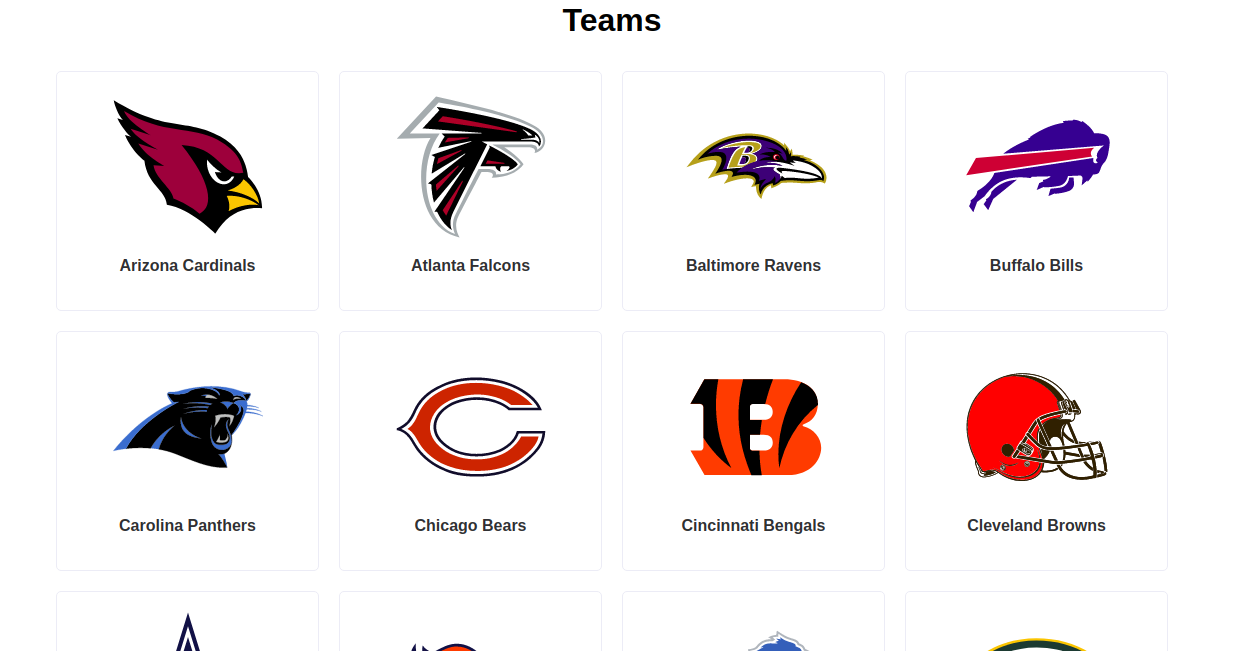 Teams
Arizona Cardinals
Atlanta Falcons
B
Baltimore Ravens
Buffalo Bills
Carolina Panthers
Chicago Bears
Cincinnati Bengals
Cleveland Browns